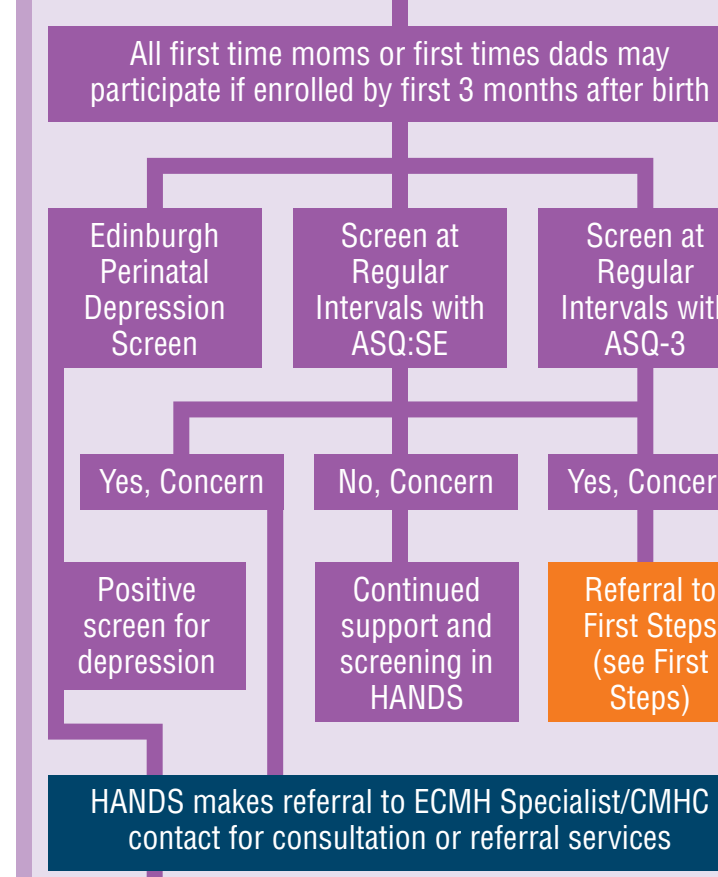 All first time moms or first times dads may
participate if enrolled by first 3 months after birth
Edinburgh
Perinatal
Depression
Screen
Screen at
Regular
Intervals with
ASQ:SE
Screen at
Regular
Intervals with
ASQ-3
Yes, Concern
No, Concern
Yes, Concern
Positive
screen for
depression
Continued
support and
screening in
HANDS
Referral to
First Steps
(see First
Steps)
HANDS makes referral to ECMH Specialist/CMHC
contact for consultation or referral services